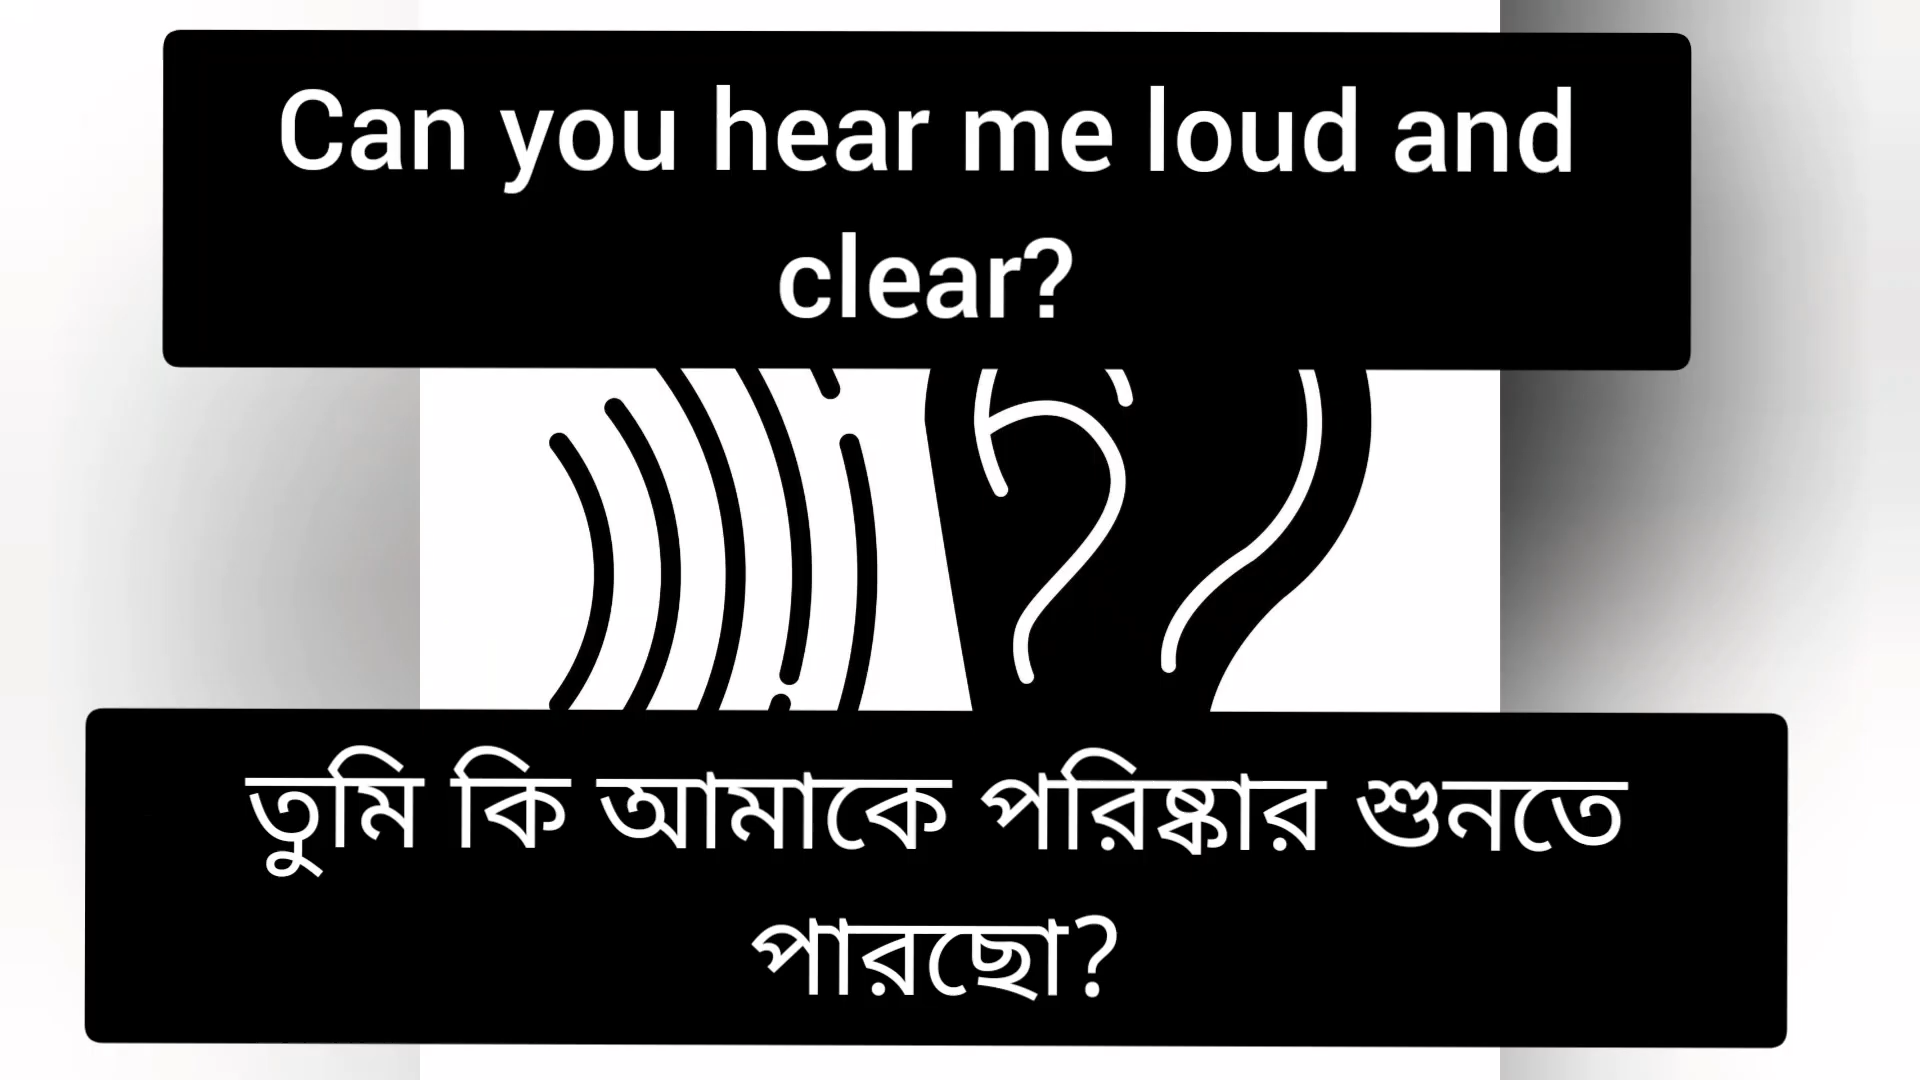 Can you hear me loud and
clear?
তুমি কি আমাকে পরিষ্কার শুনতে
পারছো?